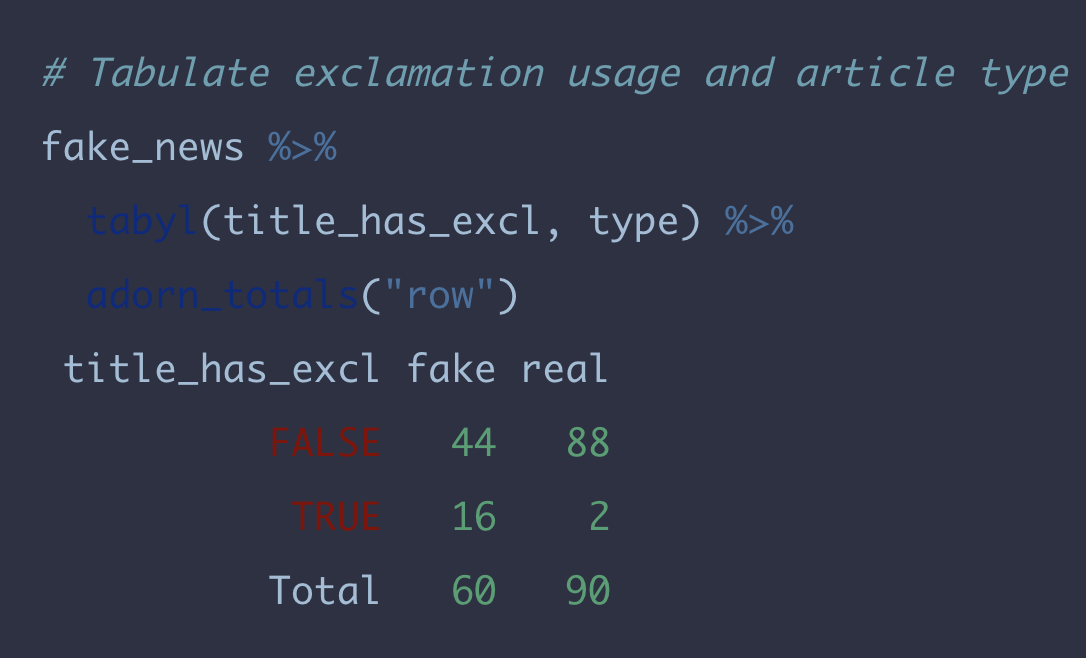 # Tabulate exclamation usage and article type
fake_news %>%
  tabyl(title_has_excl, type) %>%
  adorn_totals("row")
 title_has_excl fake real
          FALSE   44   88
           TRUE   16    2
          Total   60   90